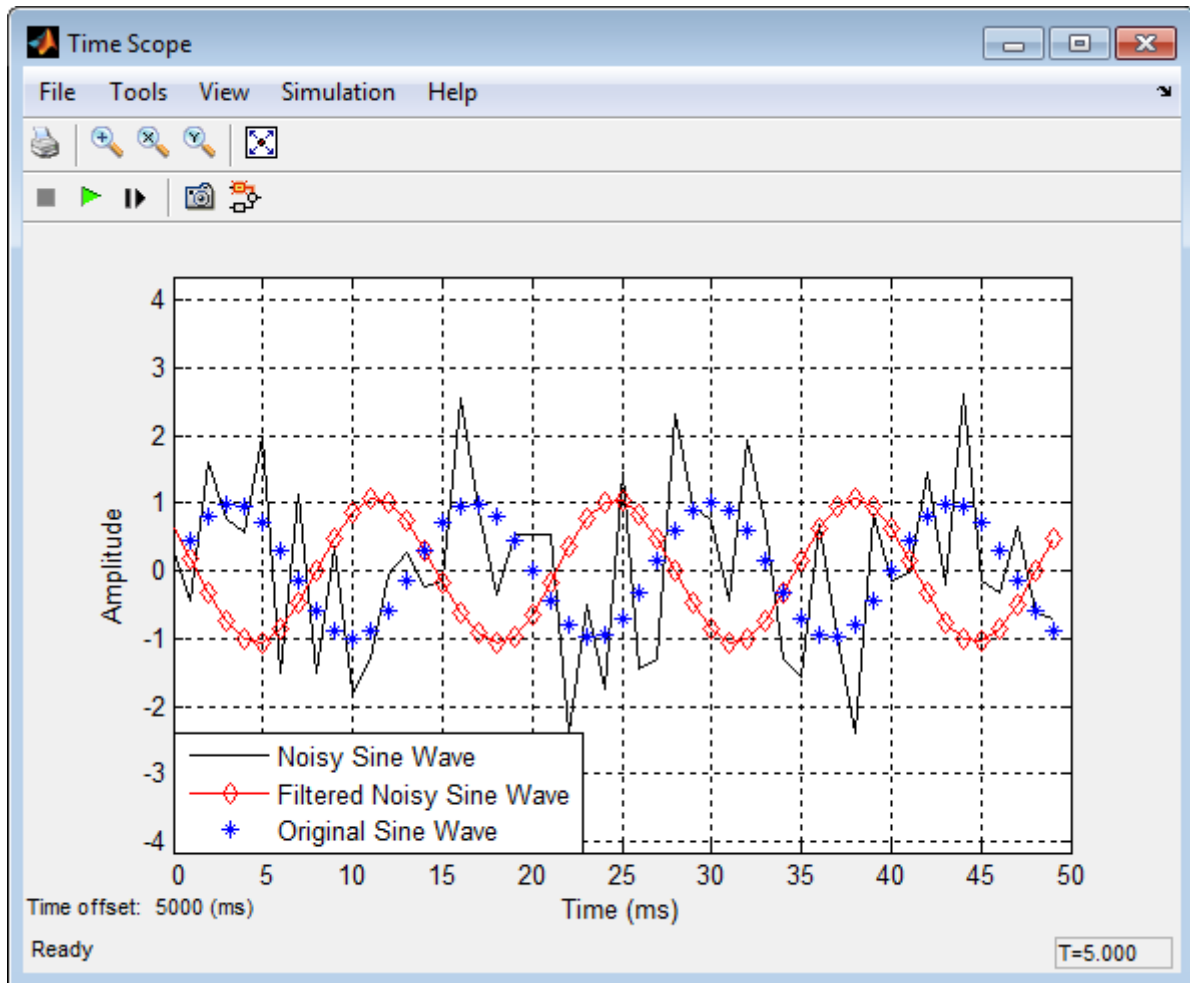 Time Scope
File Tools View Simulation Help
4
3
2
1
0
-1
-2
-3
-4
Amplitude
Noisy Sine Wave
Filtered Noisy Sine Wave
Original Sine Wave
0 5 10 15 20 25 30 35 40 45 50
Time offset: 5000 (ms)
Time (ms)
Ready
T=5.000